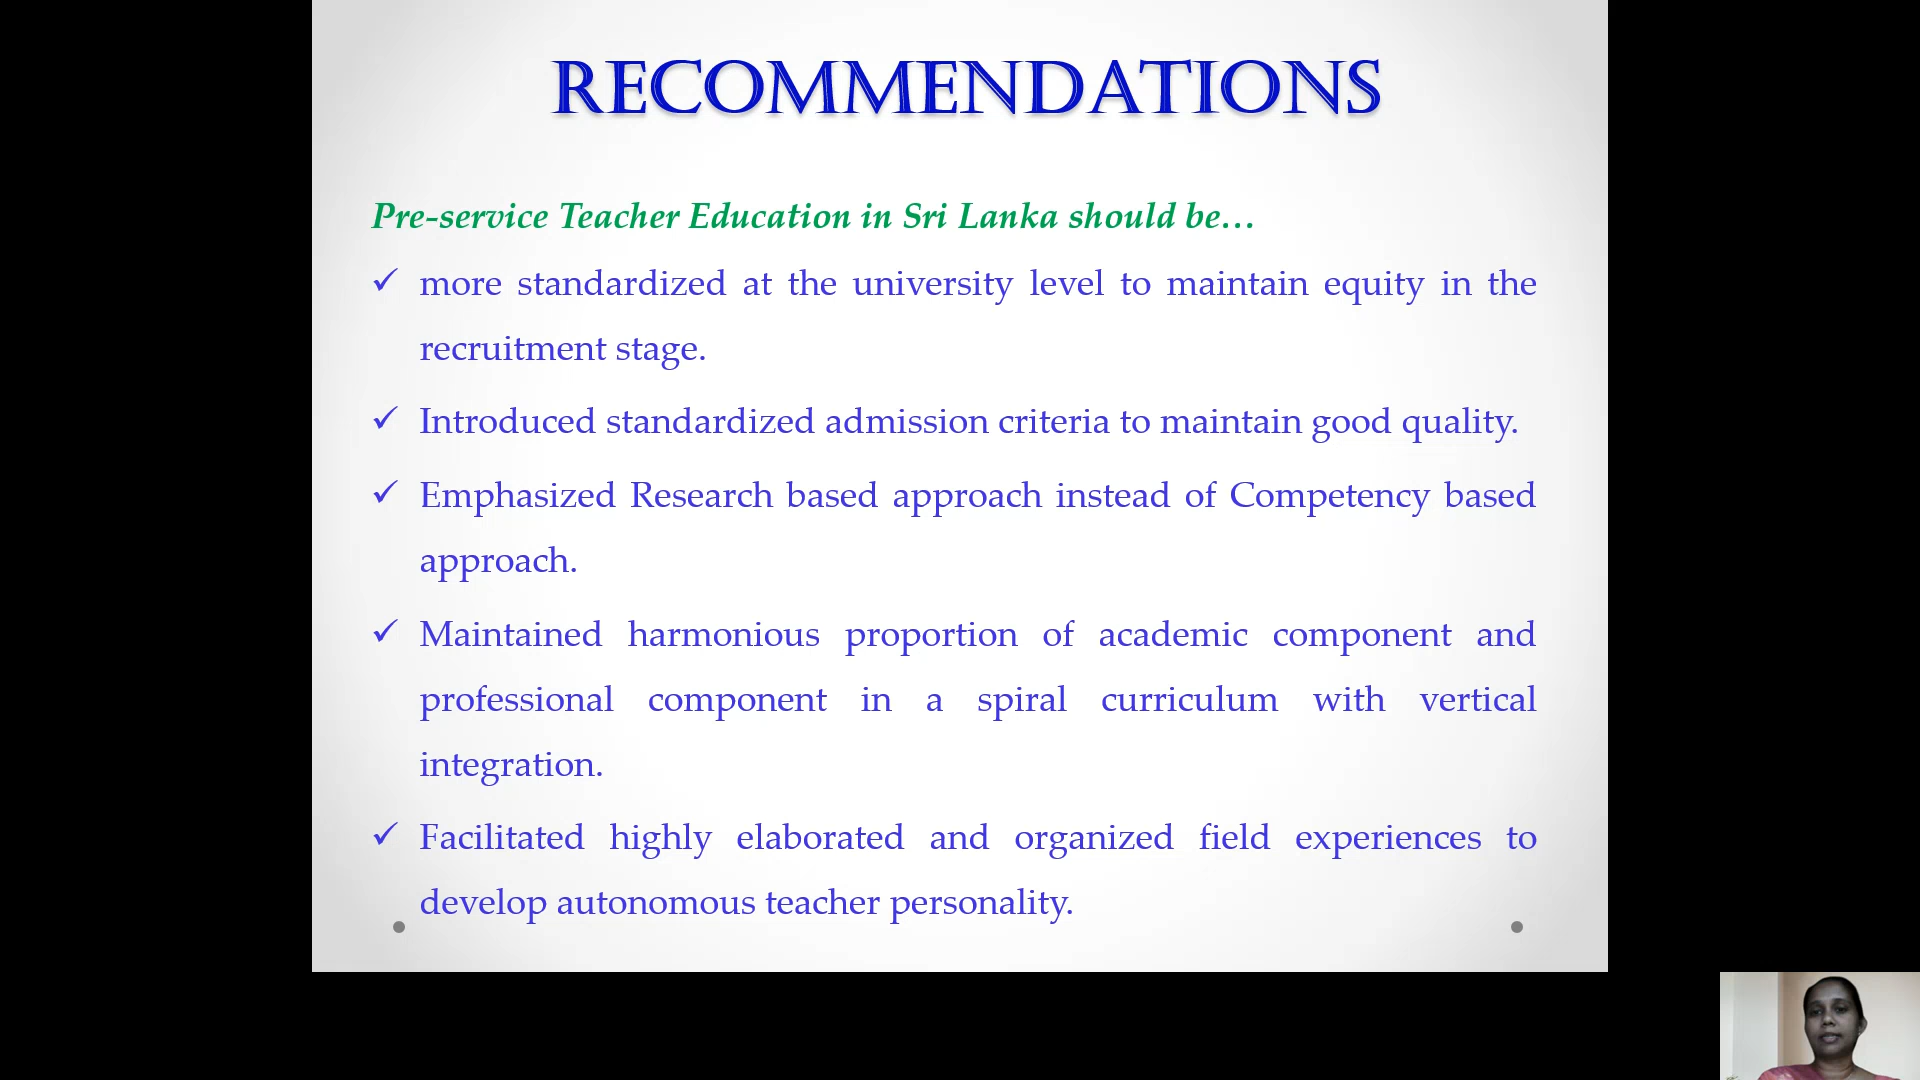 RECOMMENDATIONS
Pre-service Teacher Education in Sri Lanka should be…
✓ more standardized at the university level to maintain equity in the
recruitment stage.
✓ Introduced standardized admission criteria to maintain good quality.
✓ Emphasized Research based approach instead of Competency based
approach.
✓ Maintained harmonious proportion of academic component and
professional component in a spiral curriculum with vertical
integration.
✓ Facilitated highly elaborated and organized field experiences to
develop autonomous teacher personality.